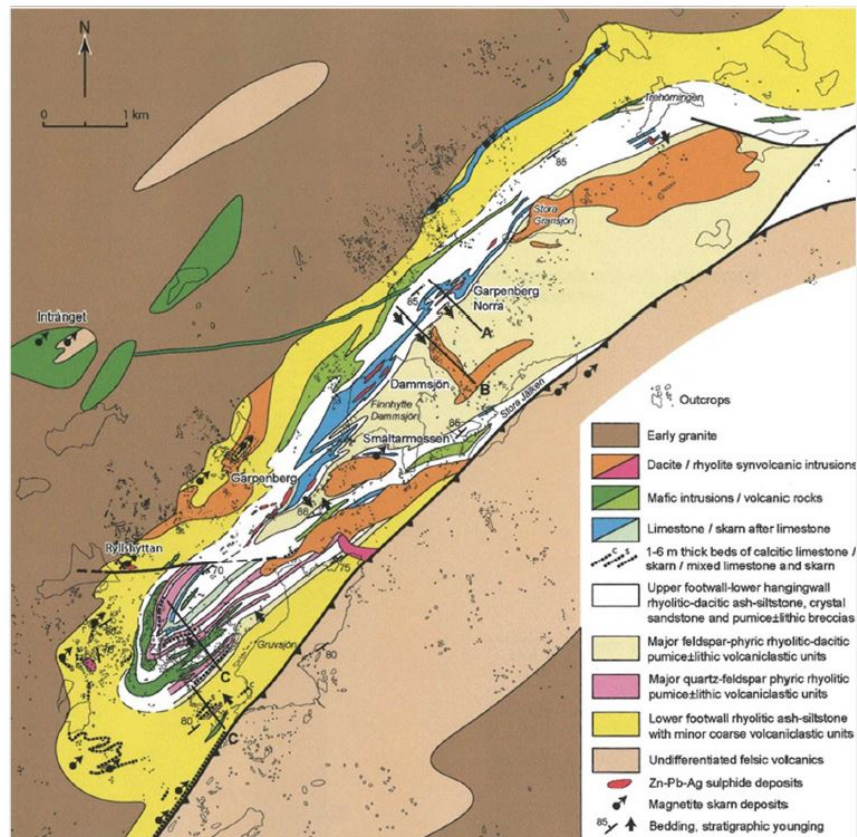 N
0 1 km
Trehörningen
85
Stora
Gransjön
85
Garpenberg
Norra
Intrånget
A
B
Dammsjön
Finnhytte
Dammsjön
Stora Jälken
85
Smältarmossen
Garpenberg
88
Ryllshyttan
70
75
Gruvsjön
80
C
80
C
Outcrops
Early granite
Dacite / rhyolite synvolcanic intrusions
Mafic intrusions / volcanic rocks
Limestone / skarn after limestone
1-6 m thick beds of calcitic limestone /
skarn / mixed limestone and skarn
Upper footwall-lower hangingwall
rhyolitic-dacitic ash-siltstone, crystal
sandstone and pumice±lithic breccias
Major feldspar-phyric rhyolitic-dacitic
pumice±lithic volcaniclastic units
Major quartz-feldspar phyric rhyolitic
pumice±lithic volcaniclastic units
Lower footwall rhyolitic ash-siltstone
with minor coarse volcaniclastic units
Undifferentiated felsic volcanics
Zn-Pb-Ag sulphide deposits
Magnetite skarn deposits
85 Bedding, stratigraphic younging